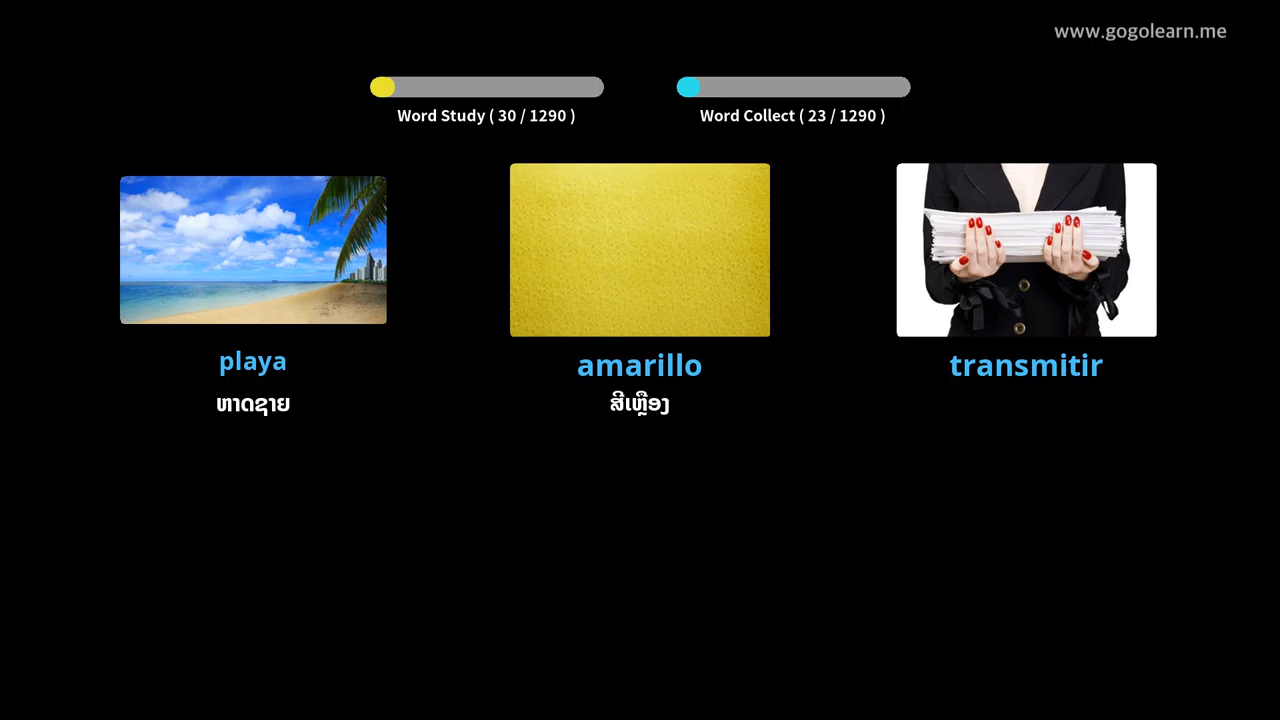 www.gogolearn.me
Word Study ( 30 / 1290 )
Word Collect ( 23 / 1290 )
playa
amarillo
transmitir
ຫາດຊາຍ
ສີເຫຼືອງ